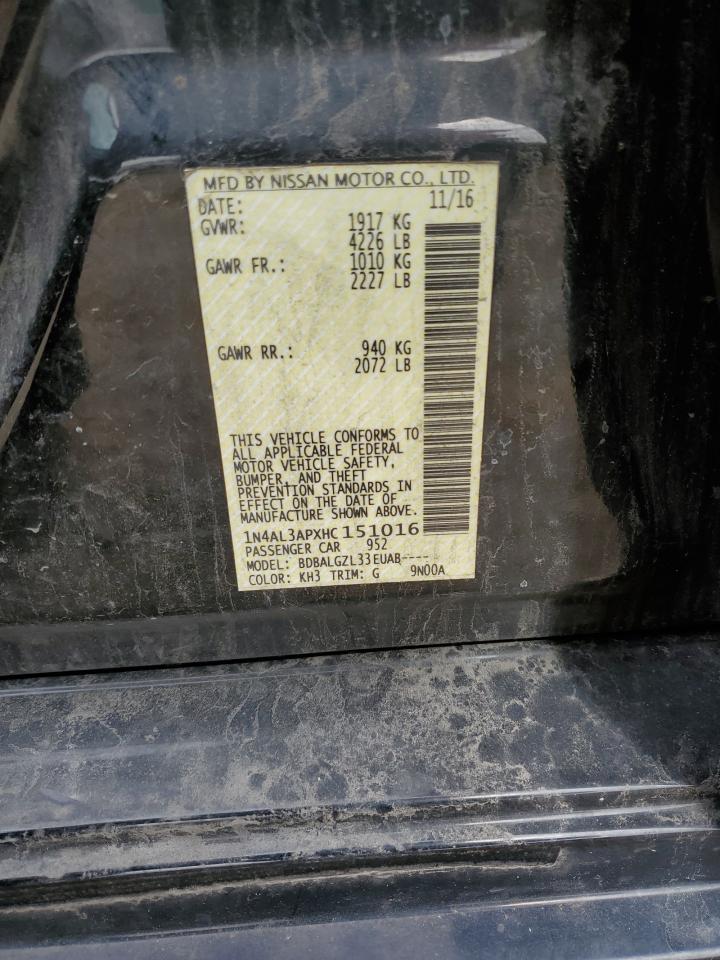 MFD BY NISSAN MOTOR CO., LTD.
DATE: 11/16
GVWR: 1917 KG
4226 LB
GAWR FR.: 1010 KG
2227 LB
GAWR RR.: 940 KG
2072 LB
THIS VEHICLE CONFORMS TO
ALL APPLICABLE FEDERAL
MOTOR VEHICLE SAFETY,
BUMPER, AND THEFT
PREVENTION STANDARDS IN
EFFECT ON THE DATE OF
MANUFACTURE SHOWN ABOVE.
1N4AL3APXHC151016
PASSENGER CAR 952
MODEL: BDBALGZL33EUAB----
COLOR: KH3 TRIM: G 9N00A